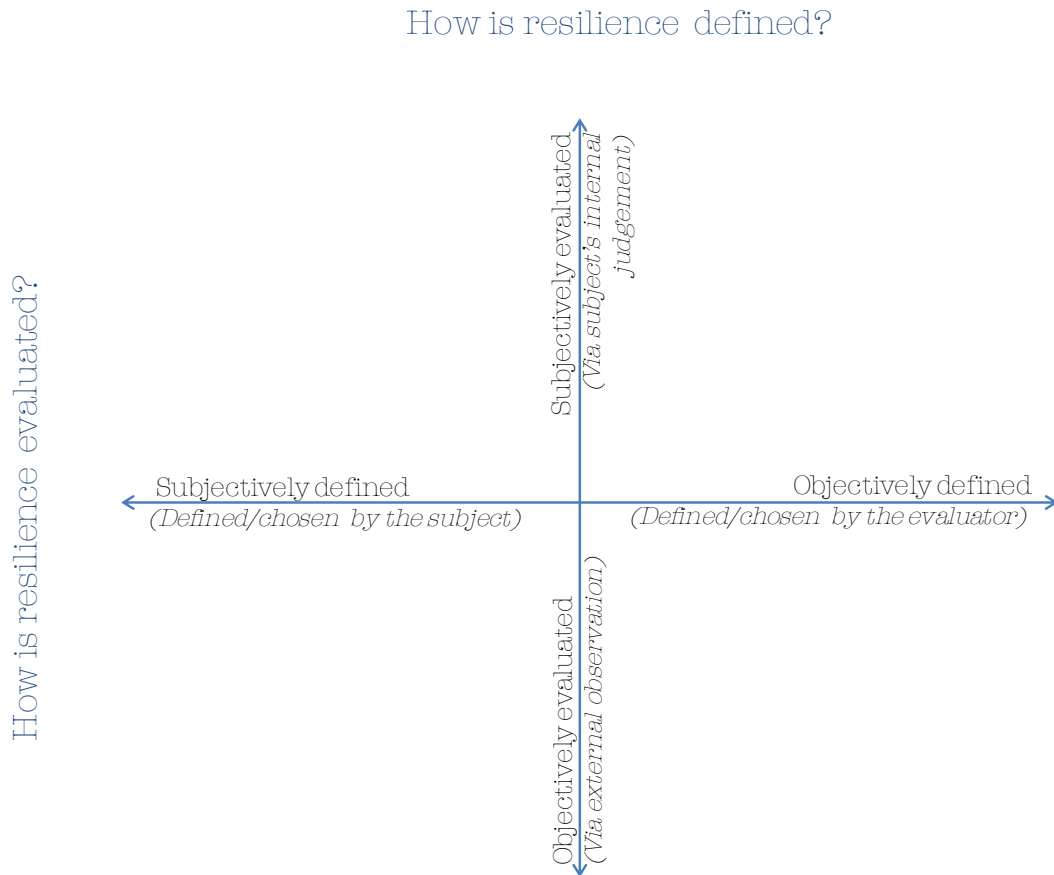 How is resilience defined?
Subjectively evaluated
(Via subject's internal
judgement)
How is resilience evaluated?
Subjectively defined
(Defined/chosen by the subject)
Objectively defined
(Defined/chosen by the evaluator)
Objectively evaluated
(Via external observation)